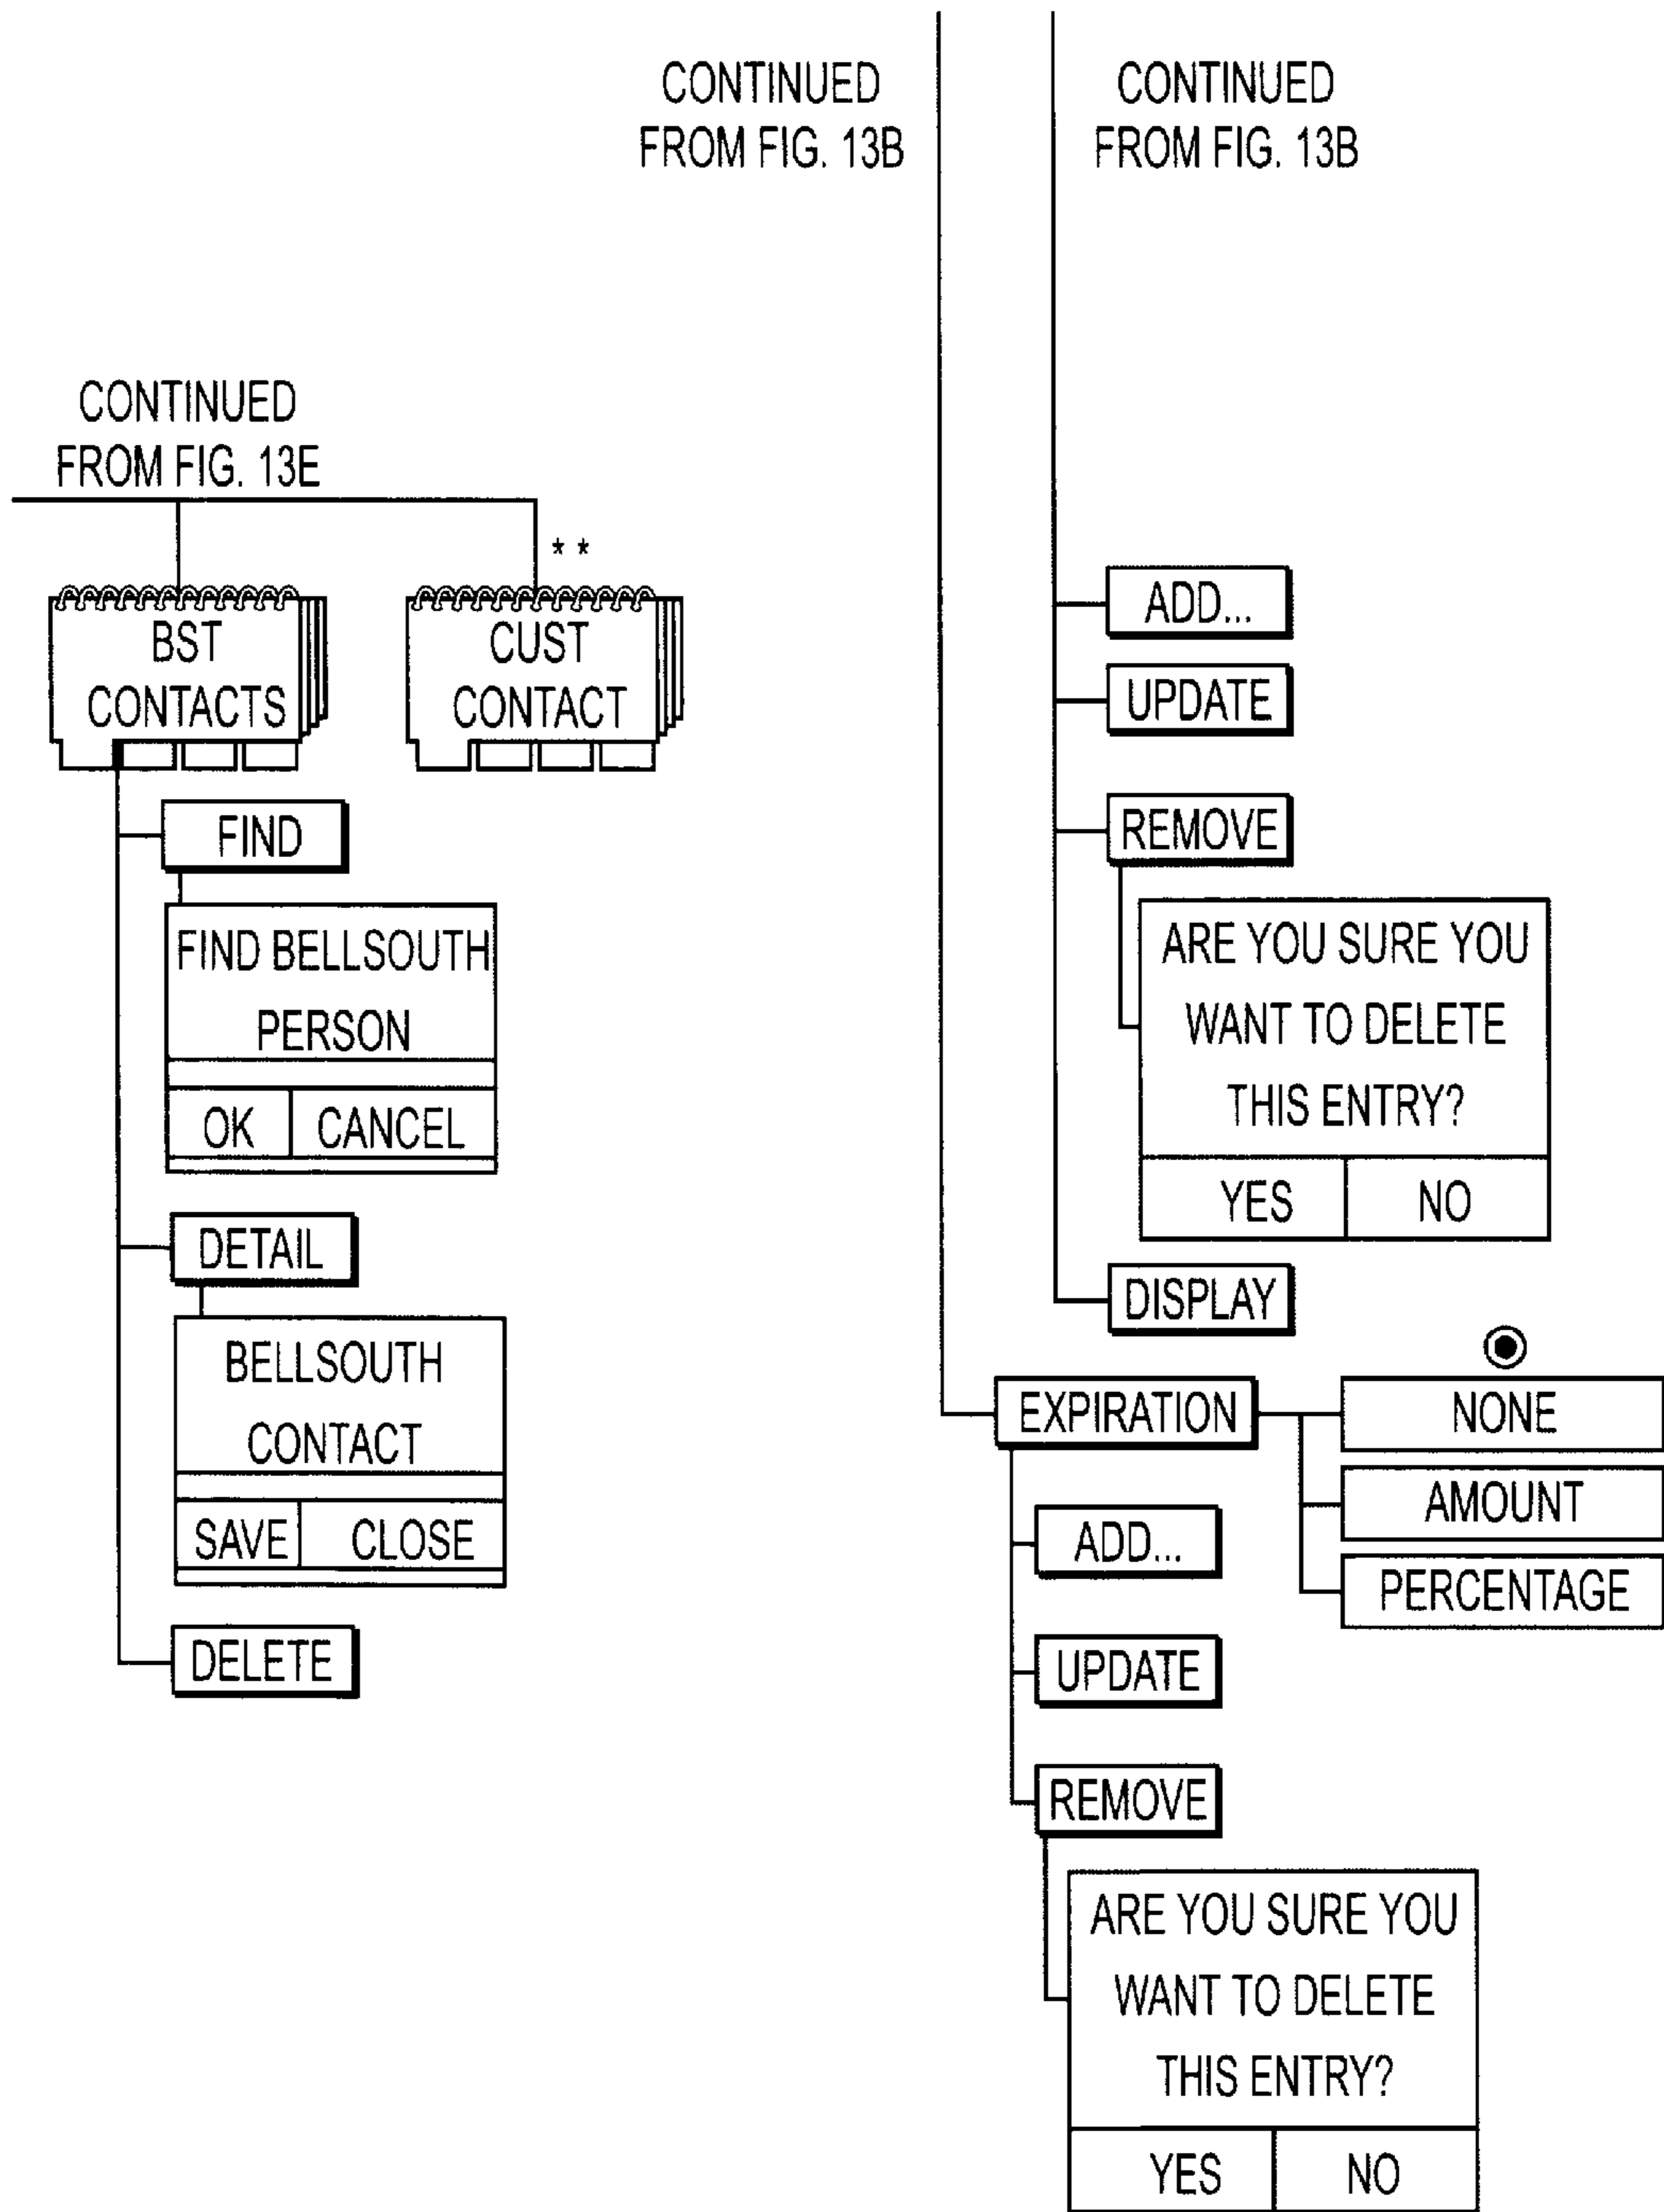 CONTINUED
FROM FIG. 13B
CONTINUED
FROM FIG. 13B
CONTINUED
FROM FIG. 13E
* *
BST
CONTACTS
CUST
CONTACT
FIND
FIND BELLSOUTH
PERSON
OK
CANCEL
DETAIL
BELLSOUTH
CONTACT
SAVE
CLOSE
DELETE
ADD...
UPDATE
REMOVE
ARE YOU SURE YOU
WANT TO DELETE
THIS ENTRY?
YES
NO
DISPLAY
EXPIRATION
NONE
AMOUNT
PERCENTAGE
ADD...
UPDATE
REMOVE
ARE YOU SURE YOU
WANT TO DELETE
THIS ENTRY?
YES
NO